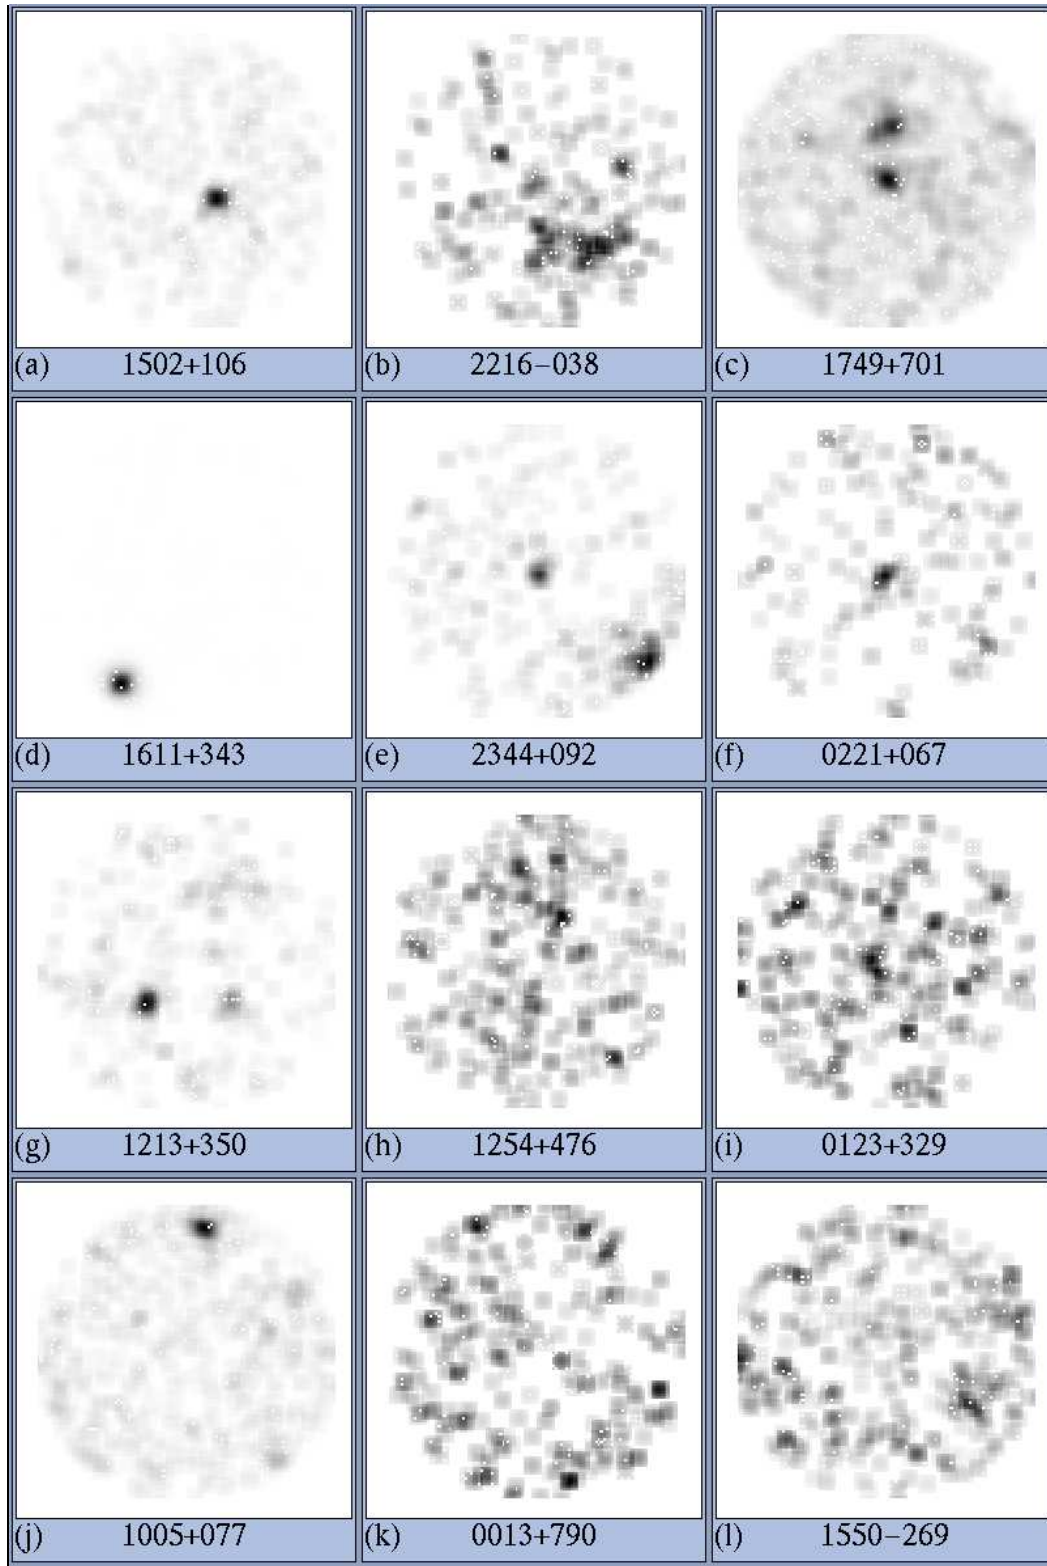 (a) 1502+106
(b) 2216−038
(c) 1749+701
(d) 1611+343
(e) 2344+092
(f) 0221+067
(g) 1213+350
(h) 1254+476
(i) 0123+329
(j) 1005+077
(k) 0013+790
(l) 1550−269